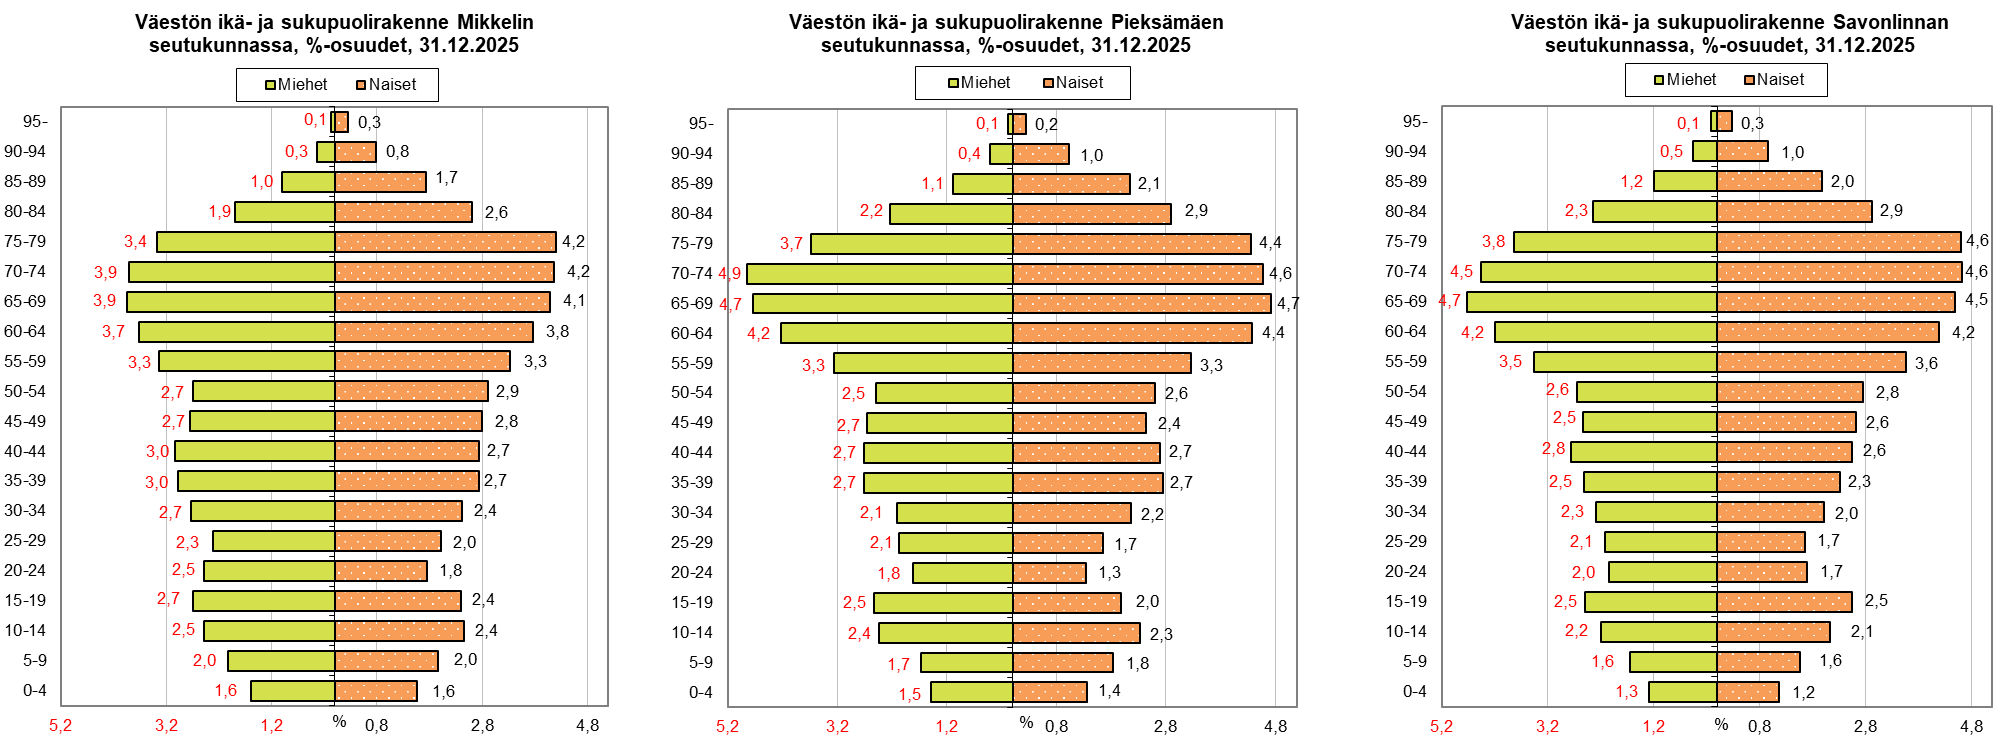 Väestön ikä- ja sukupuolirakenne Mikkelin
seutukunnassa, %-osuudet, 31.12.2025
Miehet Naiset
95- 0,1 0,3
90-94 0,3 0,8
85-89 1,0 1,7
80-84 1,9 2,6
75-79 3,4 4,2
70-74 3,9 4,2
65-69 3,9 4,1
60-64 3,7 3,8
55-59 3,3 3,3
50-54 2,7 2,9
45-49 2,7 2,8
40-44 3,0 2,7
35-39 3,0 2,7
30-34 2,7 2,4
25-29 2,3 2,0
20-24 2,5 1,8
15-19 2,7 2,4
10-14 2,5 2,4
5-9 2,0 2,0
0-4 1,6 1,6
5,2 3,2 1,2 % 0,8 2,8 4,8
Väestön ikä- ja sukupuolirakenne Pieksämäen
seutukunnassa, %-osuudet, 31.12.2025
Miehet Naiset
95- 0,1 0,2
90-94 0,4 1,0
85-89 1,1 2,1
80-84 2,2 2,9
75-79 3,7 4,4
70-74 4,9 4,6
65-69 4,7 4,7
60-64 4,2 4,4
55-59 3,3 3,3
50-54 2,5 2,6
45-49 2,7 2,4
40-44 2,7 2,7
35-39 2,7 2,7
30-34 2,1 2,2
25-29 2,1 1,7
20-24 1,8 1,3
15-19 2,5 2,0
10-14 2,4 2,3
5-9 1,7 1,8
0-4 1,5 1,4
5,2 3,2 1,2 % 0,8 2,8 4,8
Väestön ikä- ja sukupuolirakenne Savonlinnan
seutukunnassa, %-osuudet, 31.12.2025
Miehet Naiset
95- 0,1 0,3
90-94 0,5 1,0
85-89 1,2 2,0
80-84 2,3 2,9
75-79 3,8 4,6
70-74 4,5 4,6
65-69 4,7 4,5
60-64 4,2 4,2
55-59 3,5 3,6
50-54 2,6 2,8
45-49 2,5 2,6
40-44 2,8 2,6
35-39 2,5 2,3
30-34 2,3 2,0
25-29 2,1 1,7
20-24 2,0 1,7
15-19 2,5 2,5
10-14 2,2 2,1
5-9 1,6 1,6
0-4 1,3 1,2
5,2 3,2 1,2 % 0,8 2,8 4,8